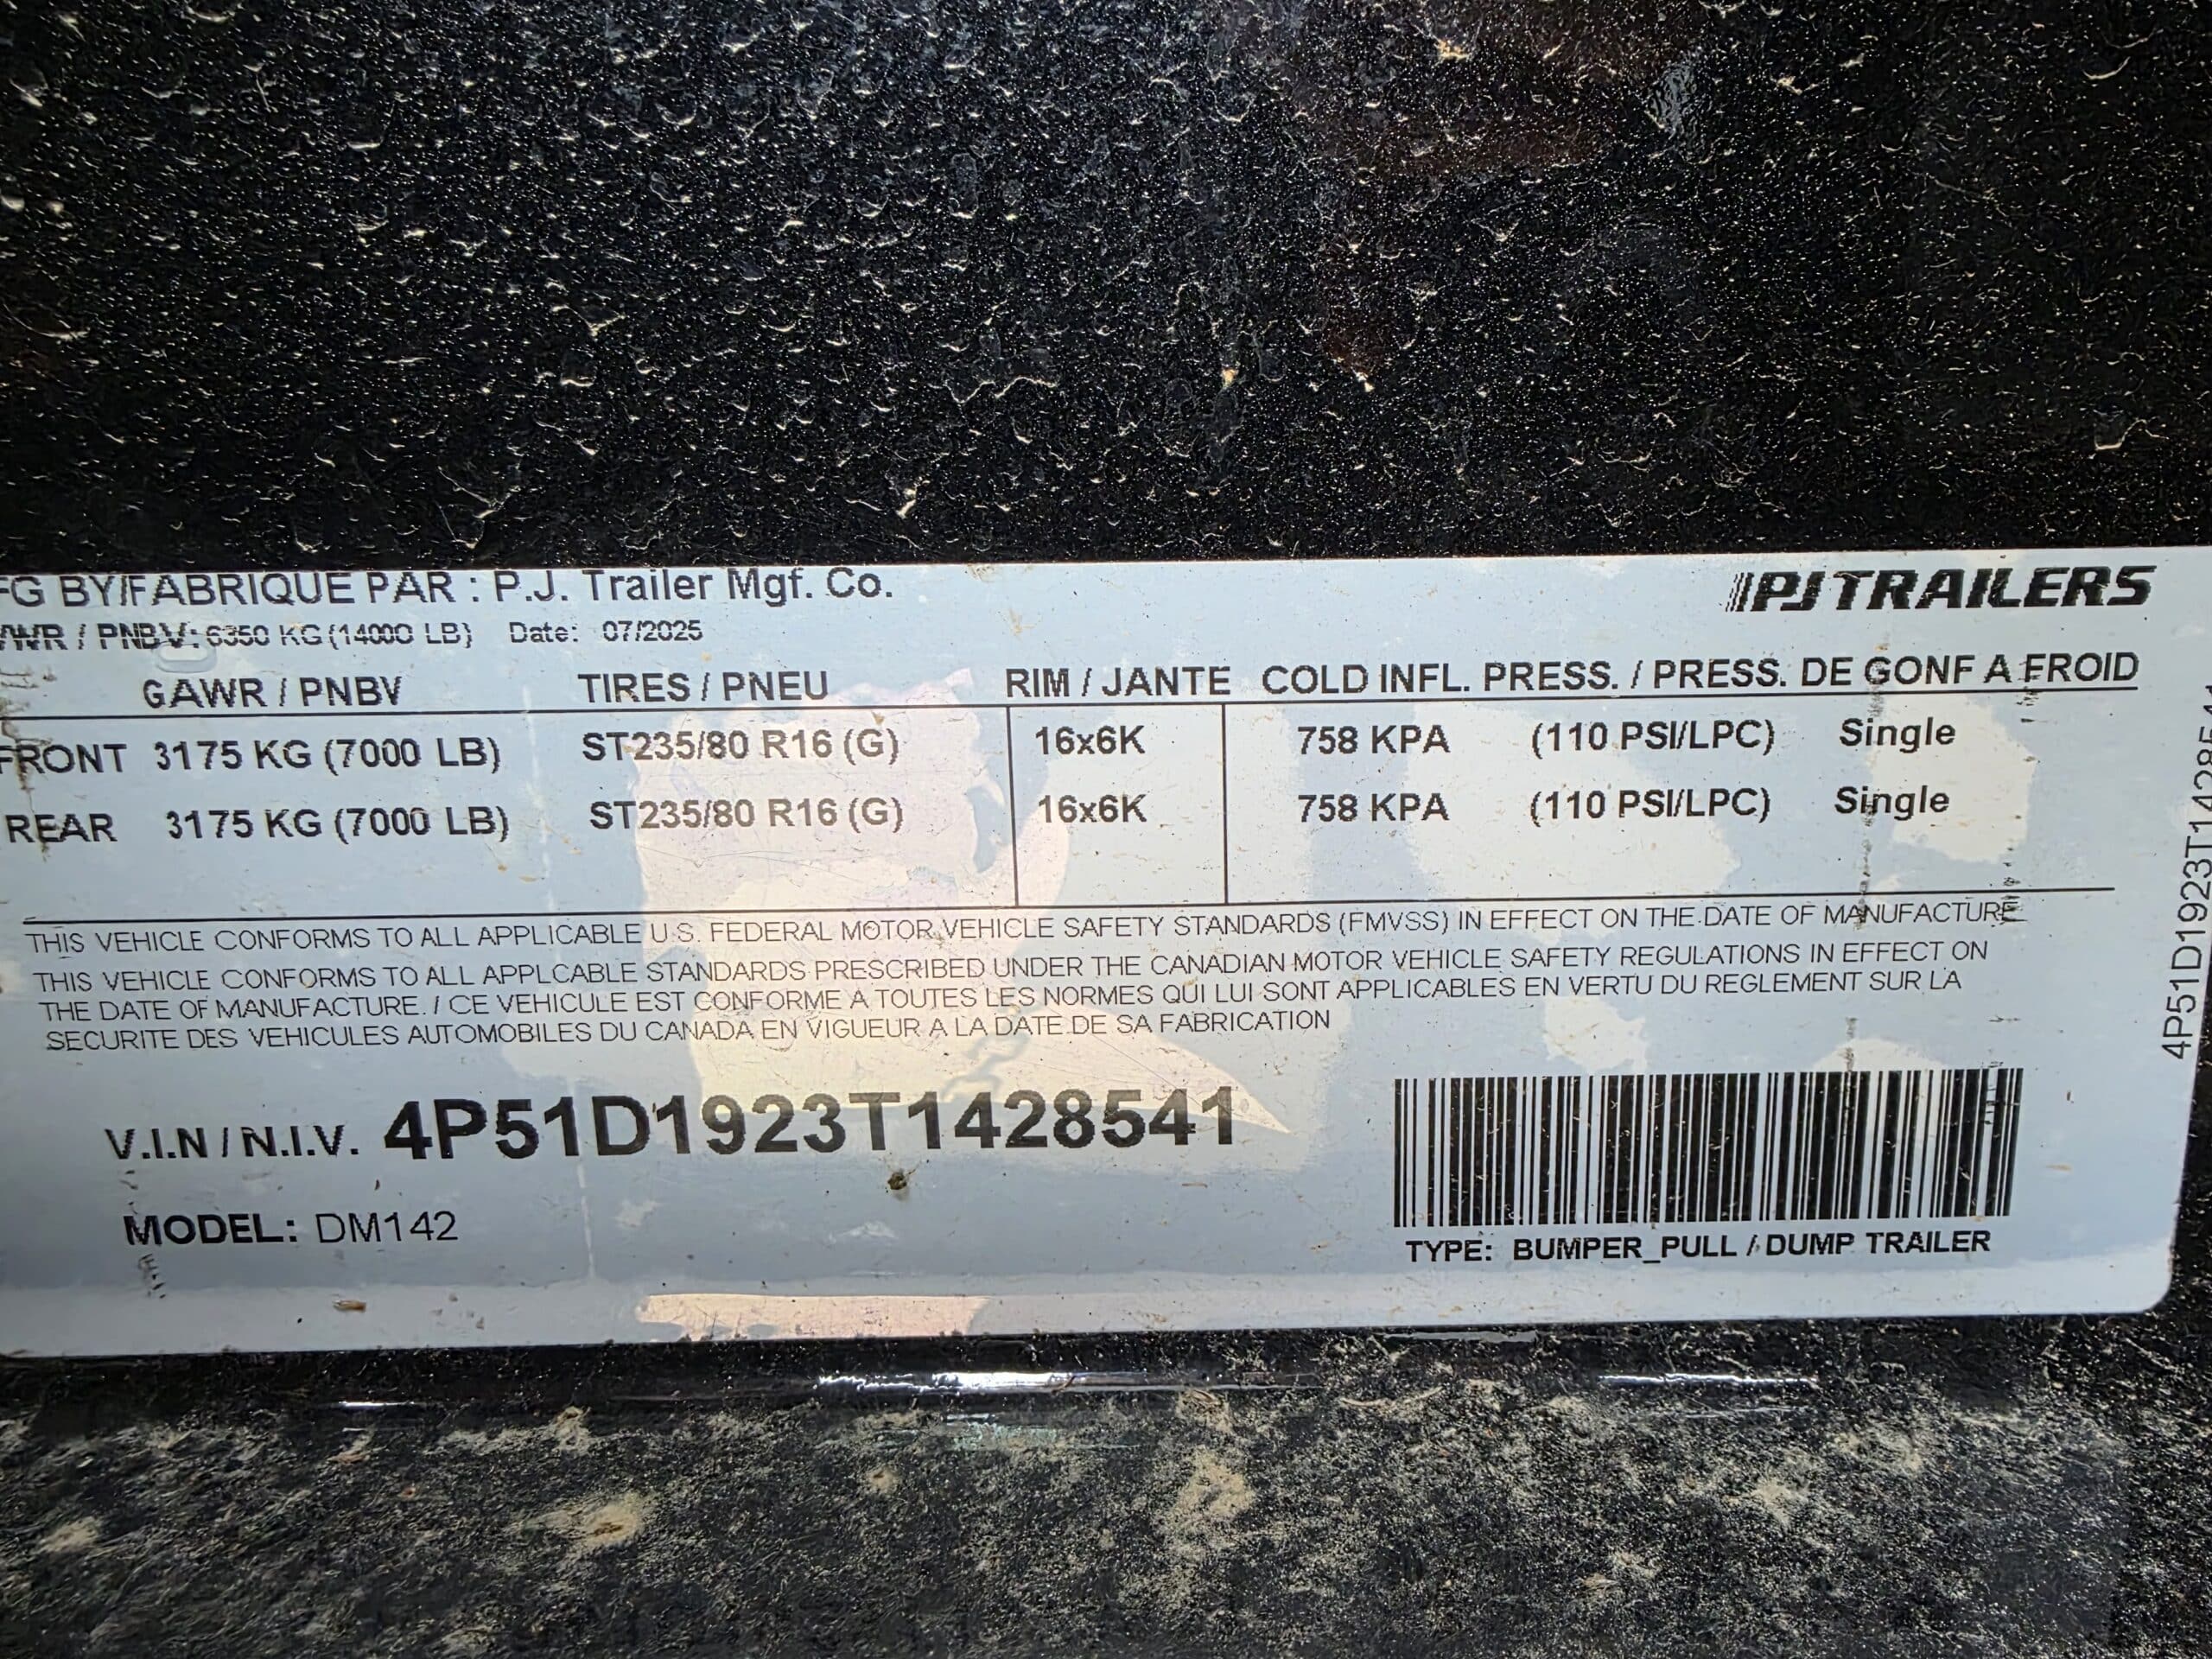 FG BY/FABRIQUE PAR : P.J. Trailer Mgf. Co.
PJ TRAILERS
VWR / PNBV: 6350 KG (14000 LB) Date: 07/2025
GAWR / PNBV TIRES / PNEU RIM / JANTE COLD INFL. PRESS. / PRESS. DE GONF A FROID
FRONT 3175 KG (7000 LB) ST235/80 R16 (G) 16x6K 758 KPA (110 PSI/LPC) Single
REAR 3175 KG (7000 LB) ST235/80 R16 (G) 16x6K 758 KPA (110 PSI/LPC) Single
THIS VEHICLE CONFORMS TO ALL APPLICABLE U.S. FEDERAL MOTOR VEHICLE SAFETY STANDARDS (FMVSS) IN EFFECT ON THE DATE OF MANUFACTURE
THIS VEHICLE CONFORMS TO ALL APPLCABLE STANDARDS PRESCRIBED UNDER THE CANADIAN MOTOR VEHICLE SAFETY REGULATIONS IN EFFECT ON
THE DATE OF MANUFACTURE. / CE VEHICULE EST CONFORME A TOUTES LES NORMES QUI LUI SONT APPLICABLES EN VERTU DU REGLEMENT SUR LA
SECURITE DES VEHICULES AUTOMOBILES DU CANADA EN VIGUEUR A LA DATE DE SA FABRICATION
V.I.N / N.I.V. 4P51D1923T1428541
MODEL: DM142
TYPE: BUMPER_PULL / DUMP TRAILER
4P51D1923T1428541